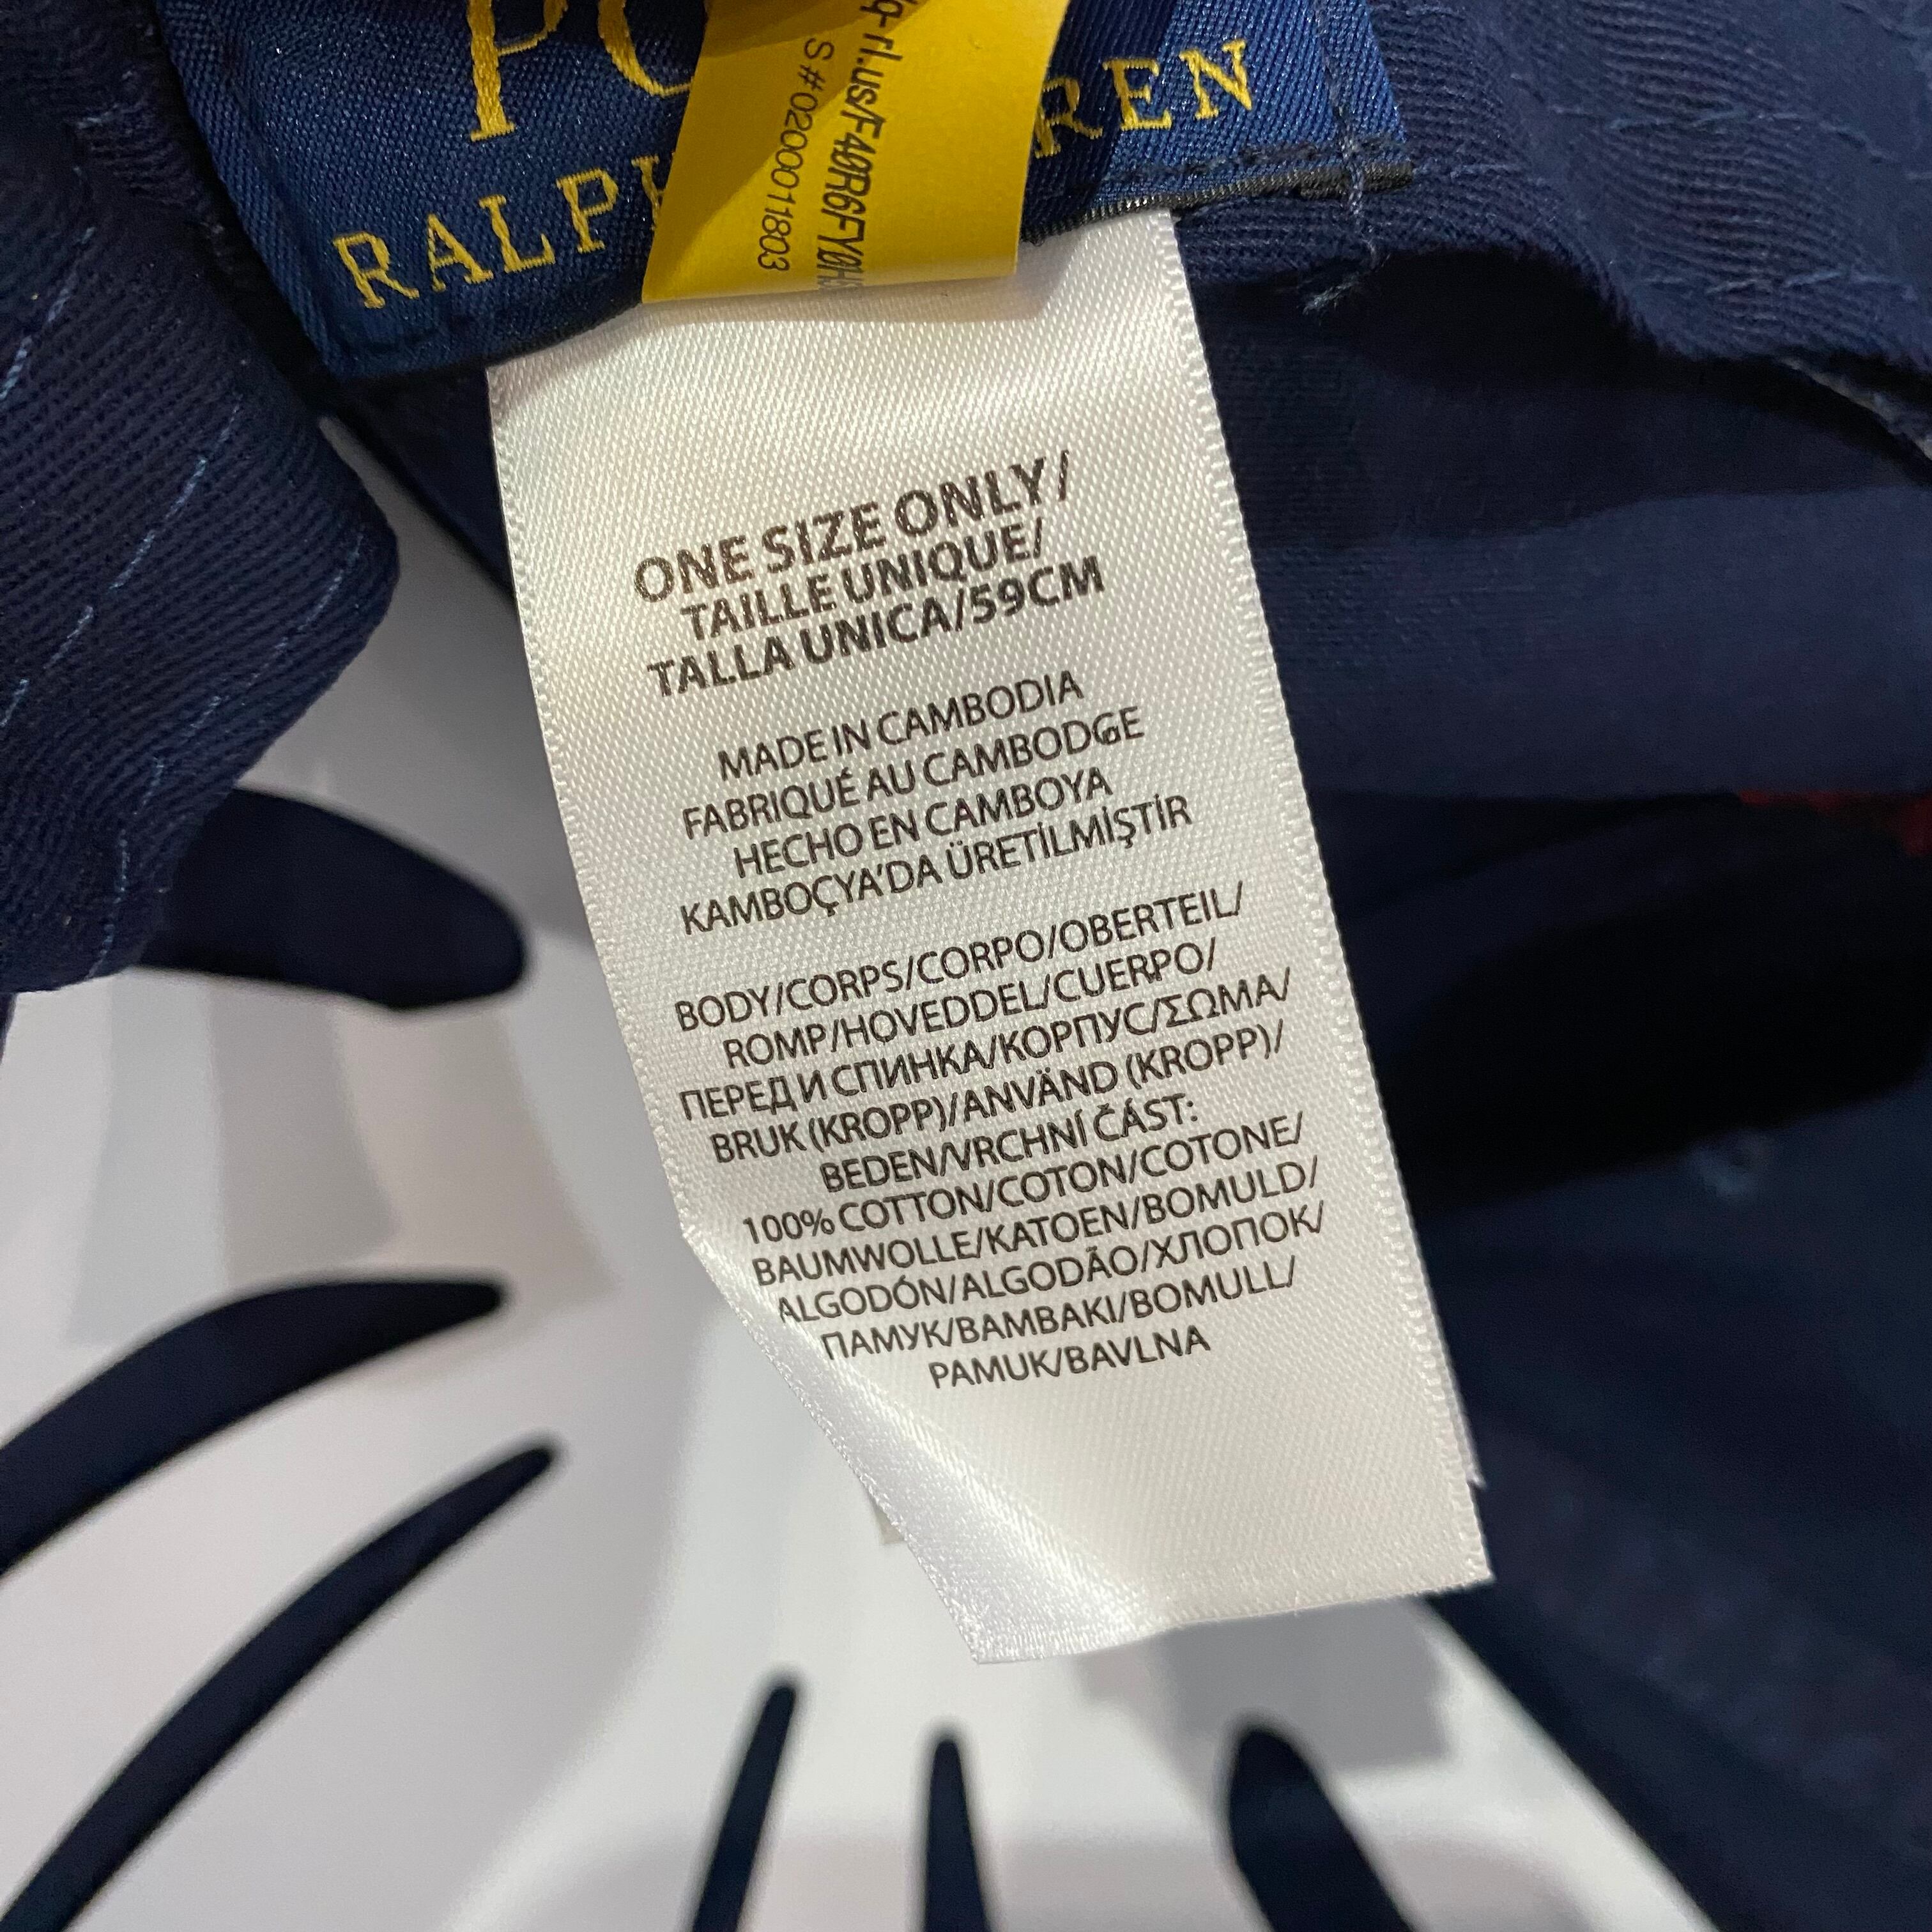 PO
RALPH REN
q-rl.us/F40R6FY0H
S#0200011803
ONE SIZE ONLY/
TAILLE UNIQUE/
TALLA UNICA/59CM
MADE IN CAMBODIA
FABRIQUÉ AU CAMBODGE
HECHO EN CAMBOYA
KAMBOÇYA'DA ÜRETİLMİŞTİR
BODY/CORPS/CORPO/OBERTEIL/
ROMP/HOVEDDEL/CUERPO/
ПЕРЕД И СПИНКА/КОРПУС/ΣΩΜΑ/
BRUK (KROPP)/ANVÄND (KROPP)/
BEDEN/VRCHNÍ ČÁST:
100% COTTON/COTON/COTONE/
BAUMWOLLE/KATOEN/BOMULD/
ALGODÓN/ALGODÃO/ХЛОПОК/
ПАМУК/BAMBAKI/BOMULL/
PAMUK/BAVLNA